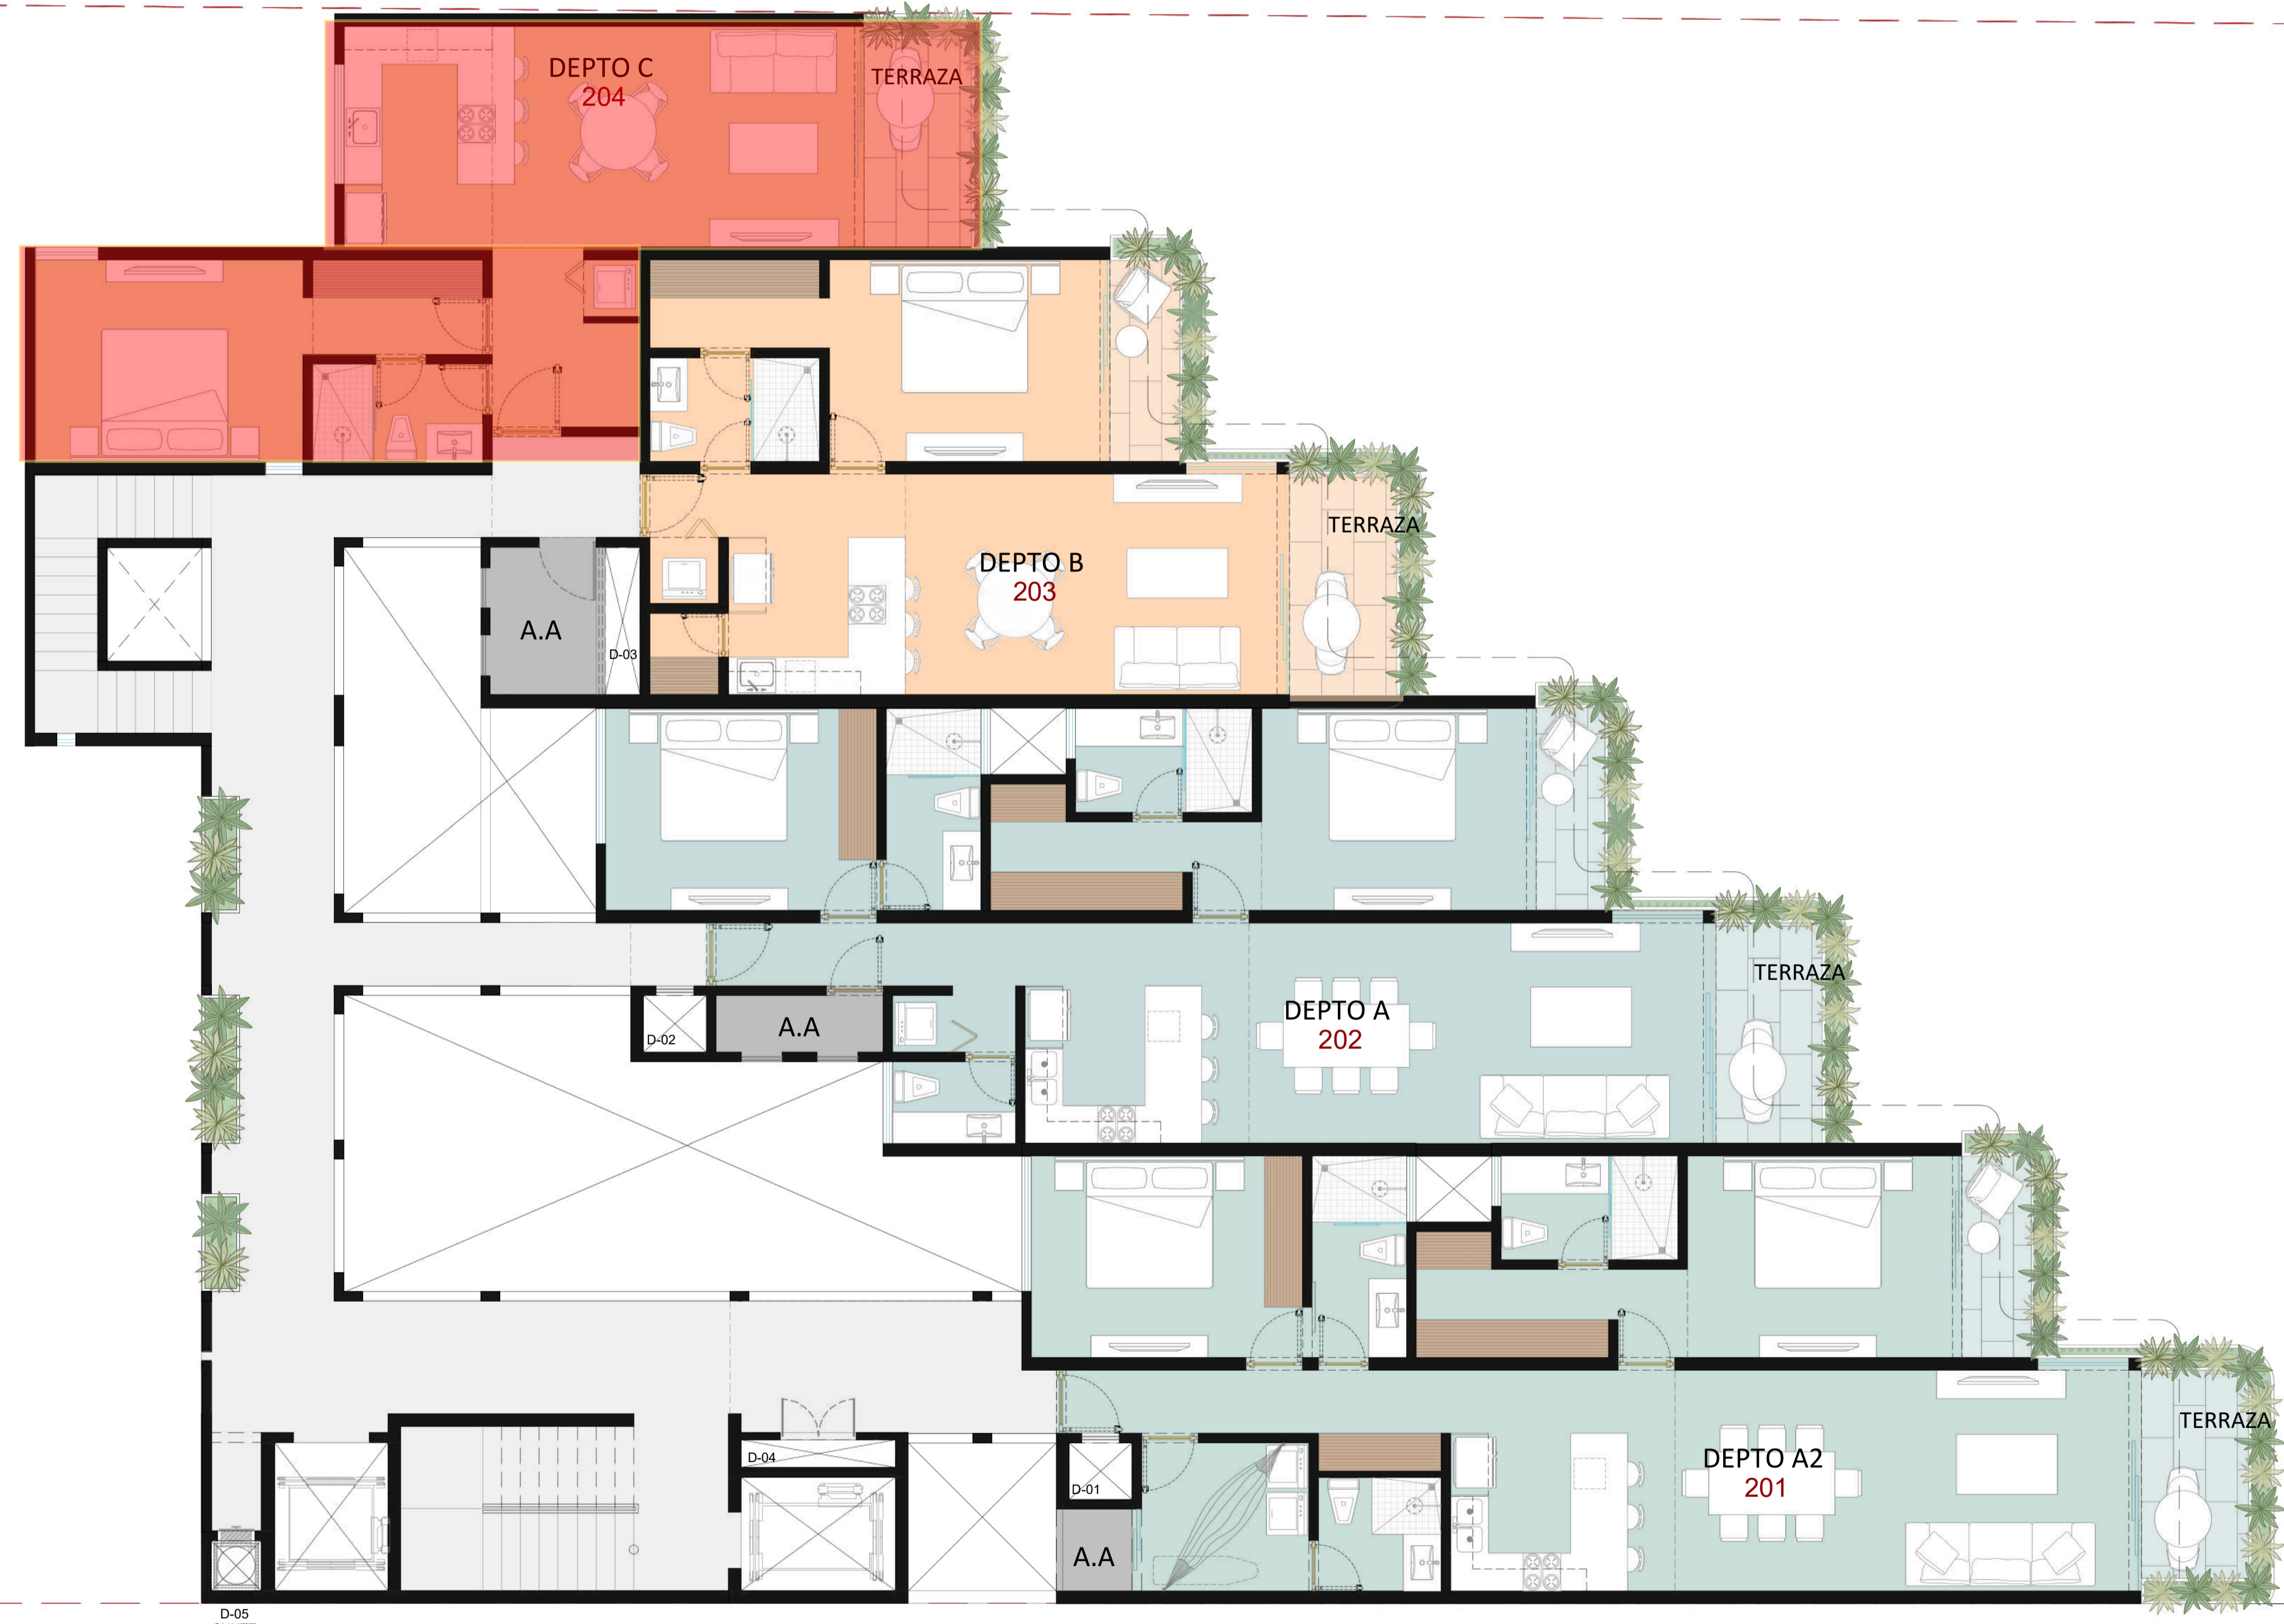 DEPTO C
204
TERRAZA
TERRAZA
DEPTO B
203
A.A
D-03
TERRAZA
DEPTO A
202
A.A
D-02
TERRAZA
DEPTO A2
201
D-04
D-01
A.A
D-05